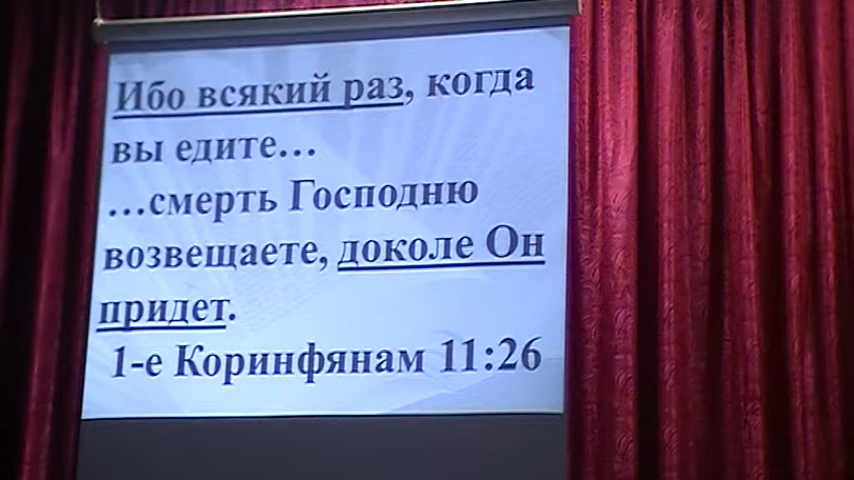 Ибо всякий раз, когда
вы едите...
...смерть Господню
возвещаете, доколе Он
придет.
1-е Коринфянам 11:26